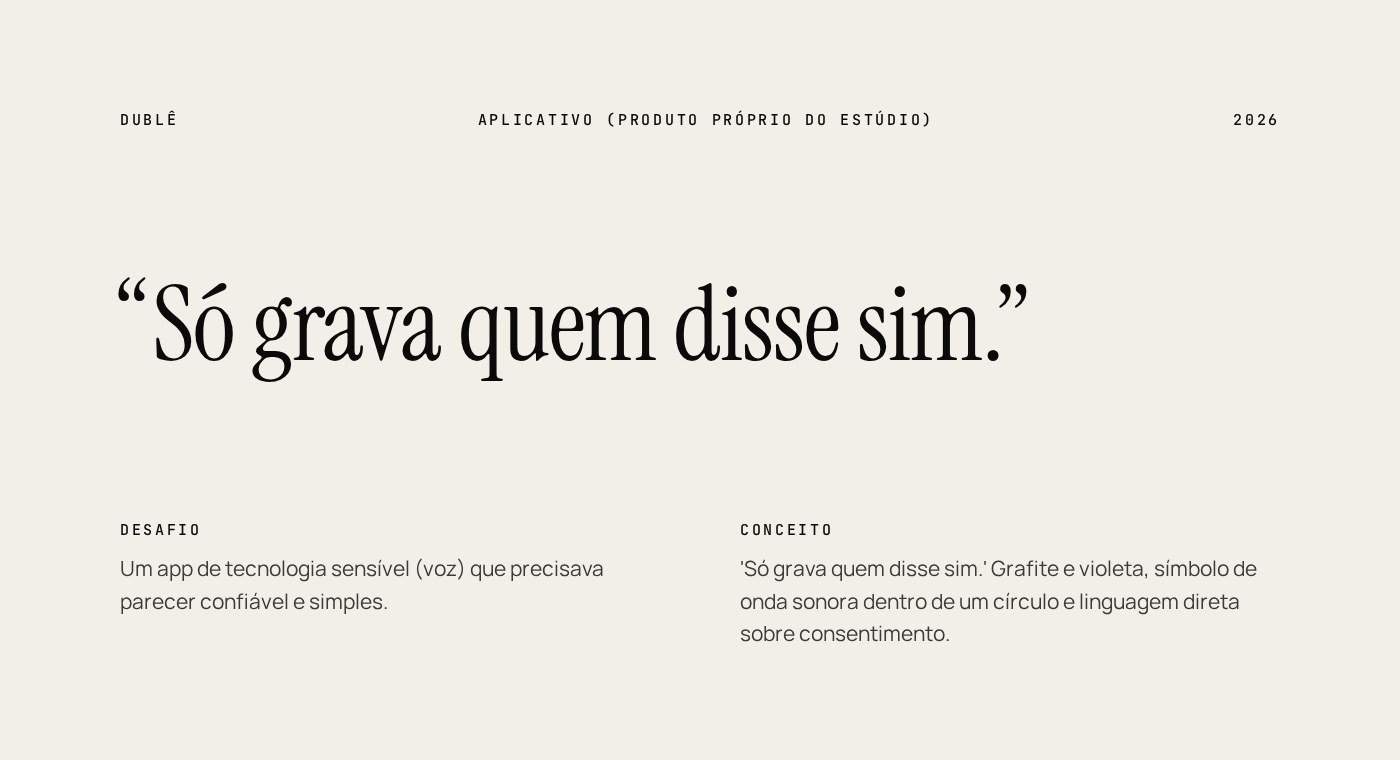 DUBLÊ
APLICATIVO (PRODUTO PRÓPRIO DO ESTÚDIO)
2026
“Só grava quem disse sim.”
DESAFIO
Um app de tecnologia sensível (voz) que precisava
parecer confiável e simples.
CONCEITO
'Só grava quem disse sim.' Grafite e violeta, símbolo de
onda sonora dentro de um círculo e linguagem direta
sobre consentimento.